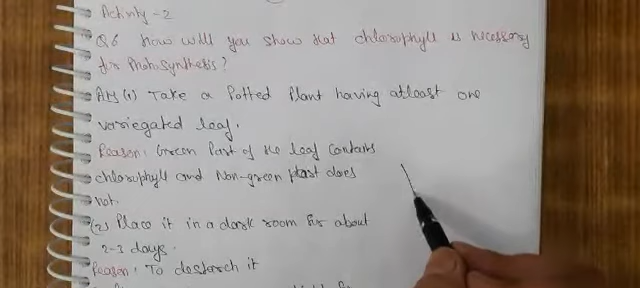 Activity - 2
Q6 How will you show that chlorophyll is necessary
for Photosynthesis?
Ans (1) Take a Potted Plant having atleast one
variegated leaf.
Reason: Green Part of the leaf contains
chlorophyll and Non-green part does
not.
(2) Place it in a dark room for about
2-3 days.
Reason: To destarch it